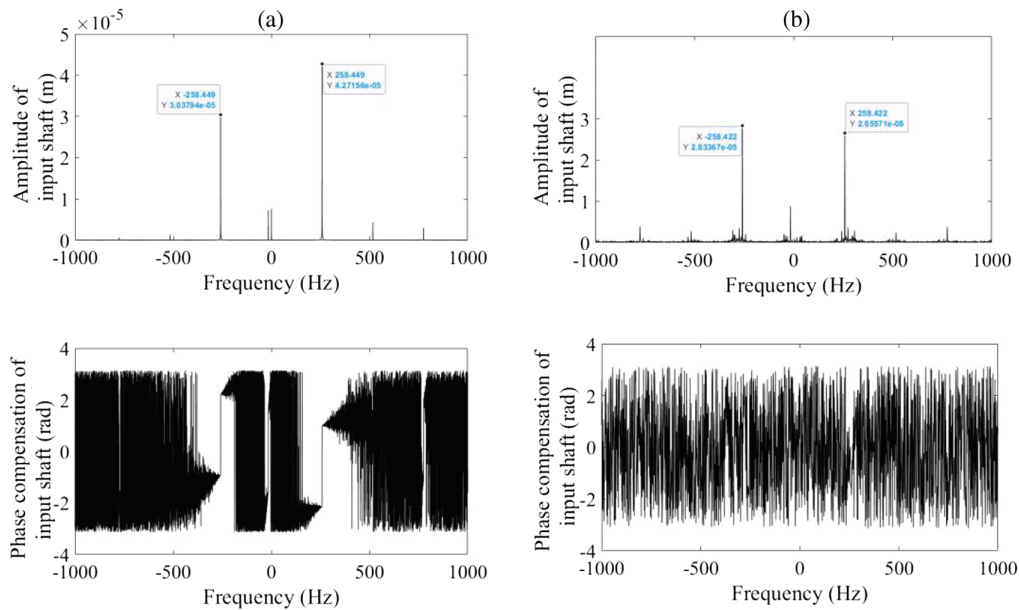 (a)
×10⁻⁵
5
4
3
2
1
0
Amplitude of
input shaft (m)
X -258.449
Y 3.03794e-05
X 258.449
Y 4.27156e-05
-1000 -500 0 500 1000
Frequency (Hz)
(b)
3
2
1
0
Amplitude of
input shaft (m)
X -258.422
Y 2.83367e-05
X 258.422
Y 2.65571e-05
-1000 -500 0 500 1000
Frequency (Hz)
4
2
0
-2
-4
Phase compensation of
input shaft (rad)
-1000 -500 0 500 1000
Frequency (Hz)
4
2
0
-2
-4
Phase compensation of
input shaft (rad)
-1000 -500 0 500 1000
Frequency (Hz)